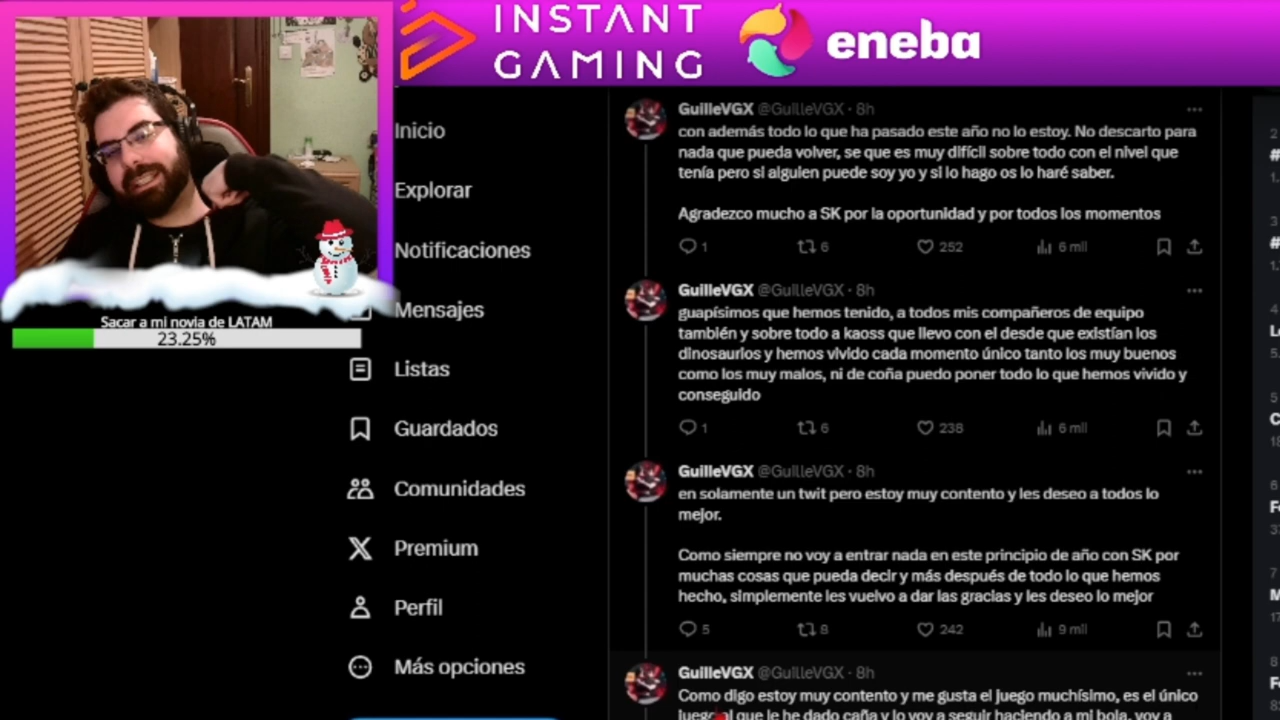 INSTANT
GAMING
eneba
Sacar a mi novia de LATAM
23.25%
Inicio
Explorar
Notificaciones
Mensajes
Listas
Guardados
Comunidades
Premium
Perfil
Más opciones
GuilleVGX @GuilleVGX · 8h
con además todo lo que ha pasado este año no lo estoy. No descarto para
nada que pueda volver, se que es muy difícil sobre todo con el nivel que
tenía pero si alguien puede soy yo y si lo hago os lo haré saber.
Agradezco mucho a SK por la oportunidad y por todos los momentos
1 6 252 6 mil
GuilleVGX @GuilleVGX · 8h
guapísimos que hemos tenido, a todos mis compañeros de equipo
también y sobre todo a kaoss que llevo con el desde que existían los
dinosaurios y hemos vivido cada momento único tanto los muy buenos
como los muy malos, ni de coña puedo poner todo lo que hemos vivido y
conseguido
1 6 238 6 mil
GuilleVGX @GuilleVGX · 8h
en solamente un twit pero estoy muy contento y les deseo a todos lo
mejor.
Como siempre no voy a entrar nada en este principio de año con SK por
muchas cosas que pueda decir y más después de todo lo que hemos
hecho, simplemente les vuelvo a dar las gracias y les deseo lo mejor
5 8 242 9 mil
GuilleVGX @GuilleVGX · 8h
Como digo estoy muy contento y me gusta el juego muchísimo, es el único
juego al que le he dado caña y lo voy a seguir haciendo a mi bola, voy a